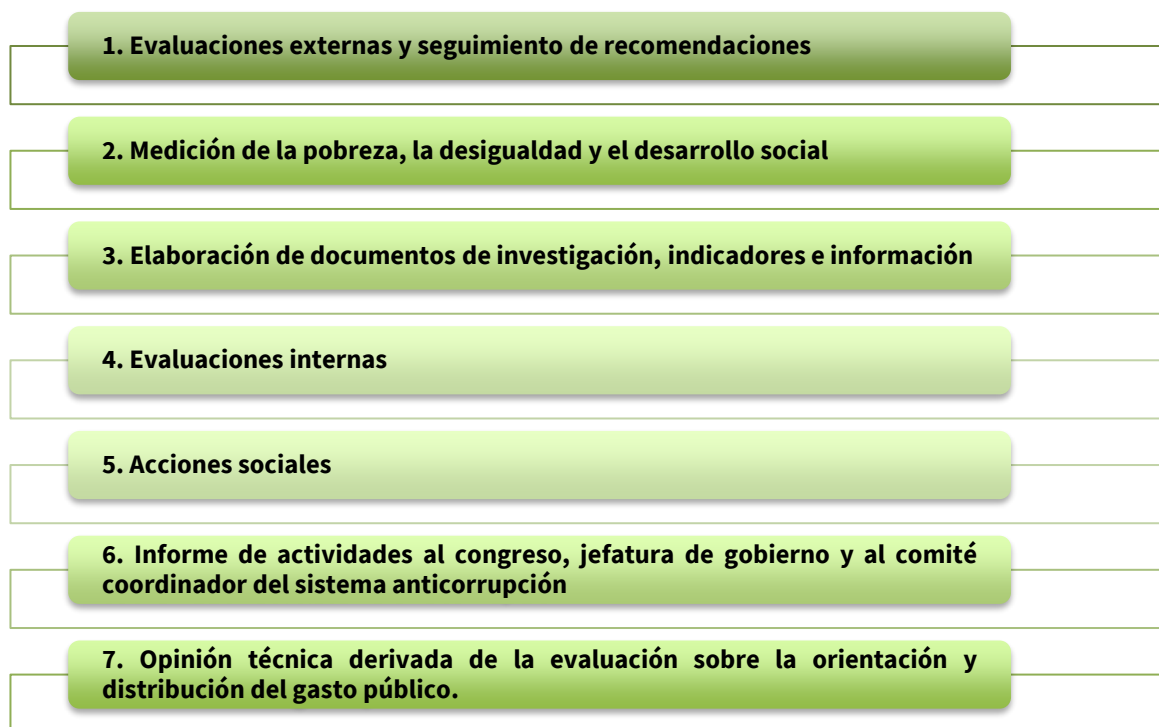 1. Evaluaciones externas y seguimiento de recomendaciones
2. Medición de la pobreza, la desigualdad y el desarrollo social
3. Elaboración de documentos de investigación, indicadores e información
4. Evaluaciones internas
5. Acciones sociales
6. Informe de actividades al congreso, jefatura de gobierno y al comité
coordinador del sistema anticorrupción
7. Opinión técnica derivada de la evaluación sobre la orientación y
distribución del gasto público.